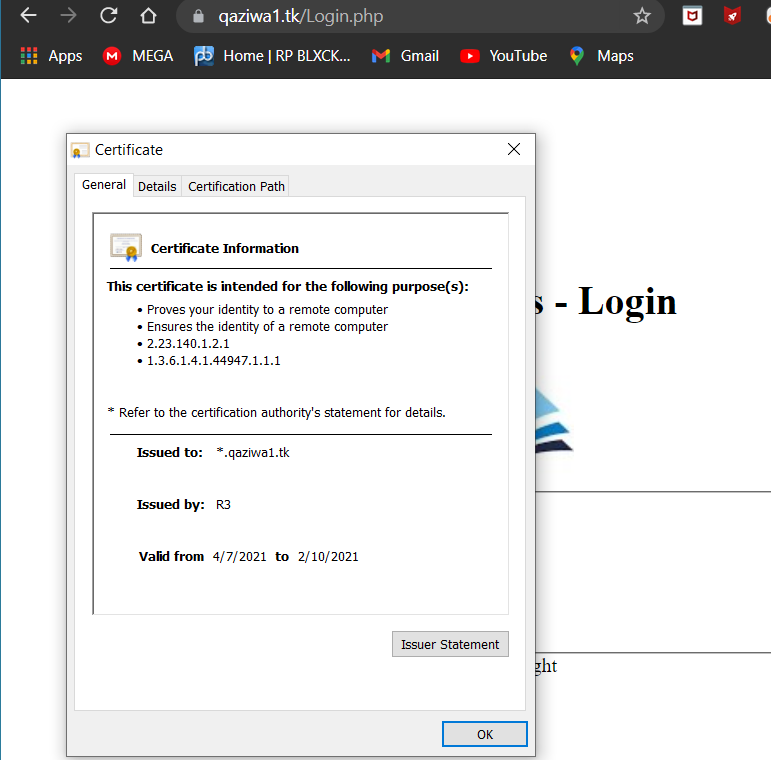 qaziwa1.tk/Login.php
Apps MEGA Home | RP BLXCK... Gmail YouTube Maps
Certificate
General Details Certification Path
Certificate Information
This certificate is intended for the following purpose(s):
• Proves your identity to a remote computer
• Ensures the identity of a remote computer
• 2.23.140.1.2.1
• 1.3.6.1.4.1.44947.1.1.1
* Refer to the certification authority's statement for details.
Issued to: *.qaziwa1.tk
Issued by: R3
Valid from 4/7/2021 to 2/10/2021
Issuer Statement
OK
s - Login
ght